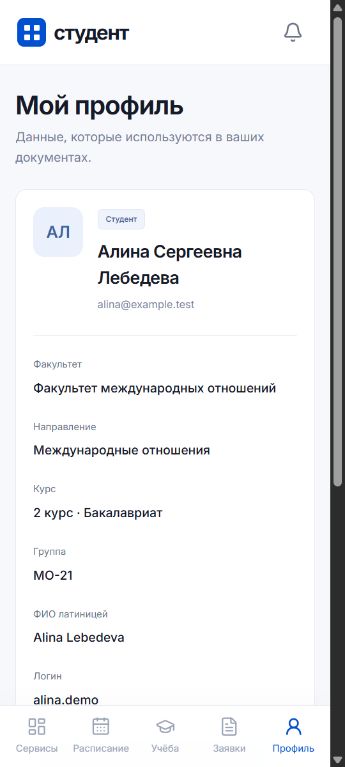 студент
Мой профиль
Данные, которые используются в ваших
документах.
АЛ
Студент
Алина Сергеевна
Лебедева
alina@example.test
Факультет
Факультет международных отношений
Направление
Международные отношения
Курс
2 курс · Бакалавриат
Группа
МО-21
ФИО латиницей
Alina Lebedeva
Логин
alina.demo
Сервисы
Расписание
Учёба
Заявки
Профиль